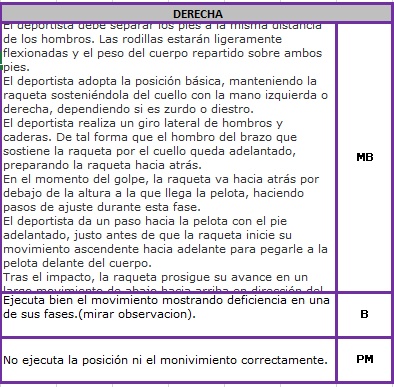 DERECHA
El deportista debe separar los pies a la misma distancia
de los hombros. Las rodillas estarán ligeramente
flexionadas y el peso del cuerpo repartido sobre ambos
pies.
El deportista adopta la posición básica, manteniendo la
raqueta sosteniéndola del cuello con la mano izquierda o
derecha, dependiendo si es zurdo o diestro.
El deportista realiza un giro lateral de hombros y
caderas. De tal forma que el hombro del brazo que
sostiene la raqueta por el cuello queda adelantado,
preparando la raqueta hacia atrás.
En el momento del golpe, la raqueta va hacia atrás por
debajo de la altura a la que llega la pelota, haciendo
pasos de ajuste durante esta fase.
El deportista da un paso hacia la pelota con el pie
adelantado, justo antes de que la raqueta inicie su
movimiento ascendente hacia adelante para pegarle a la
pelota delante del cuerpo.
Tras el impacto, la raqueta prosigue su avance en un
largo movimiento de abajo hacia arriba en dirección del
MB
Ejecuta bien el movimiento mostrando deficiencia en una
de sus fases.(mirar observacion).
B
No ejecuta la posición ni el monivimiento correctamente.
PM